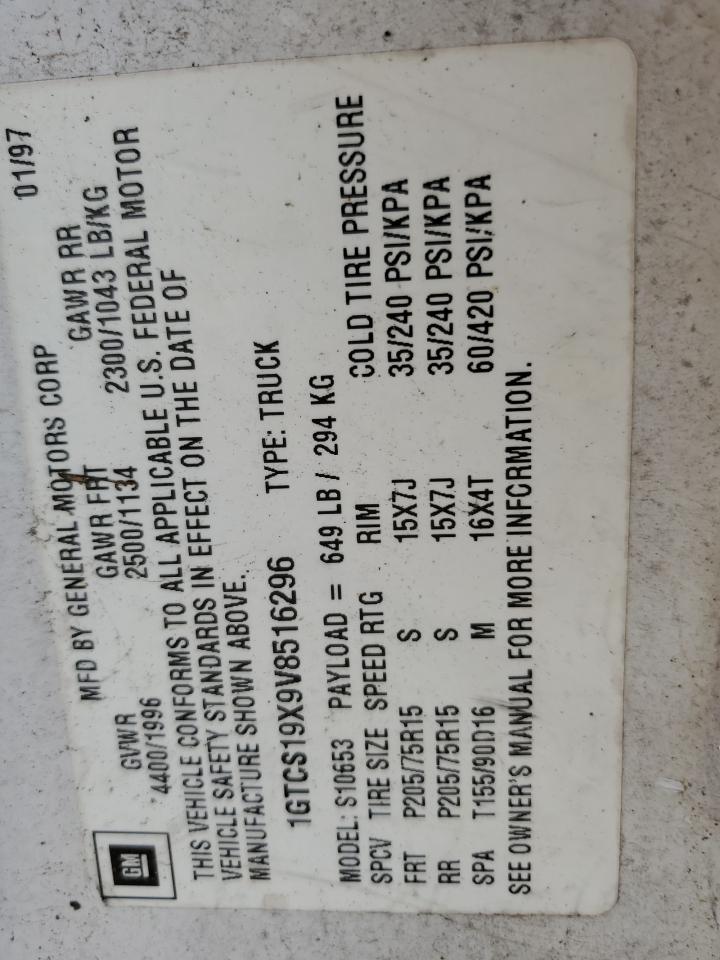 MFD BY GENERAL MOTORS CORP 01/97
GVWR GAWR FRT GAWR RR
4400/1996 2500/1134 2300/1043 LB/KG
THIS VEHICLE CONFORMS TO ALL APPLICABLE U.S. FEDERAL MOTOR
VEHICLE SAFETY STANDARDS IN EFFECT ON THE DATE OF
MANUFACTURE SHOWN ABOVE.
1GTCS19X9V8516296 TYPE: TRUCK
MODEL: S10653 PAYLOAD = 649 LB / 294 KG
SPCV TIRE SIZE SPEED RTG RIM COLD TIRE PRESSURE
FRT P205/75R15 S 15X7J 35/240 PSI/KPA
RR P205/75R15 S 15X7J 35/240 PSI/KPA
SPA T155/90D16 M 16X4T 60/420 PSI/KPA
SEE OWNER'S MANUAL FOR MORE INFORMATION.
GM